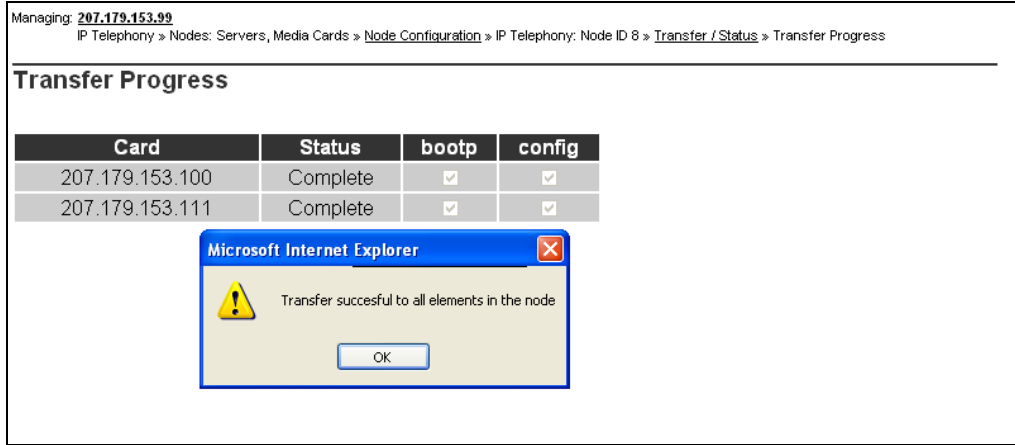 Managing: 207.179.153.99
IP Telephony » Nodes: Servers, Media Cards » Node Configuration » IP Telephony: Node ID 8 » Transfer / Status » Transfer Progress
Transfer Progress
Card Status bootp config
207.179.153.100 Complete
207.179.153.111 Complete
Microsoft Internet Explorer
Transfer succesful to all elements in the node
OK